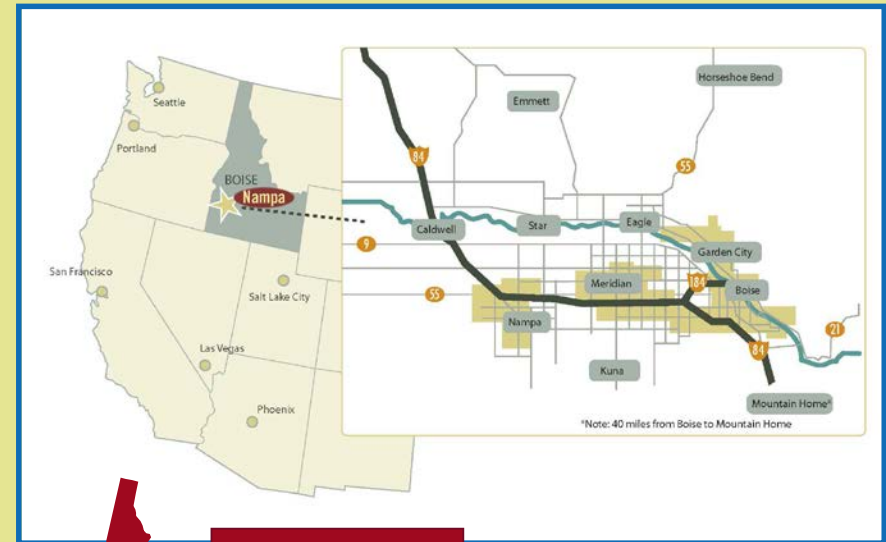 Seattle
Portland
BOISE
Nampa
San Francisco
Salt Lake City
Las Vegas
Phoenix
Horseshoe Bend
Emmett
84
55
Caldwell
Star
Eagle
9
Garden City
Meridian
184
Boise
55
Nampa
21
84
Kuna
Mountain Home*
*Note: 40 miles from Boise to Mountain Home